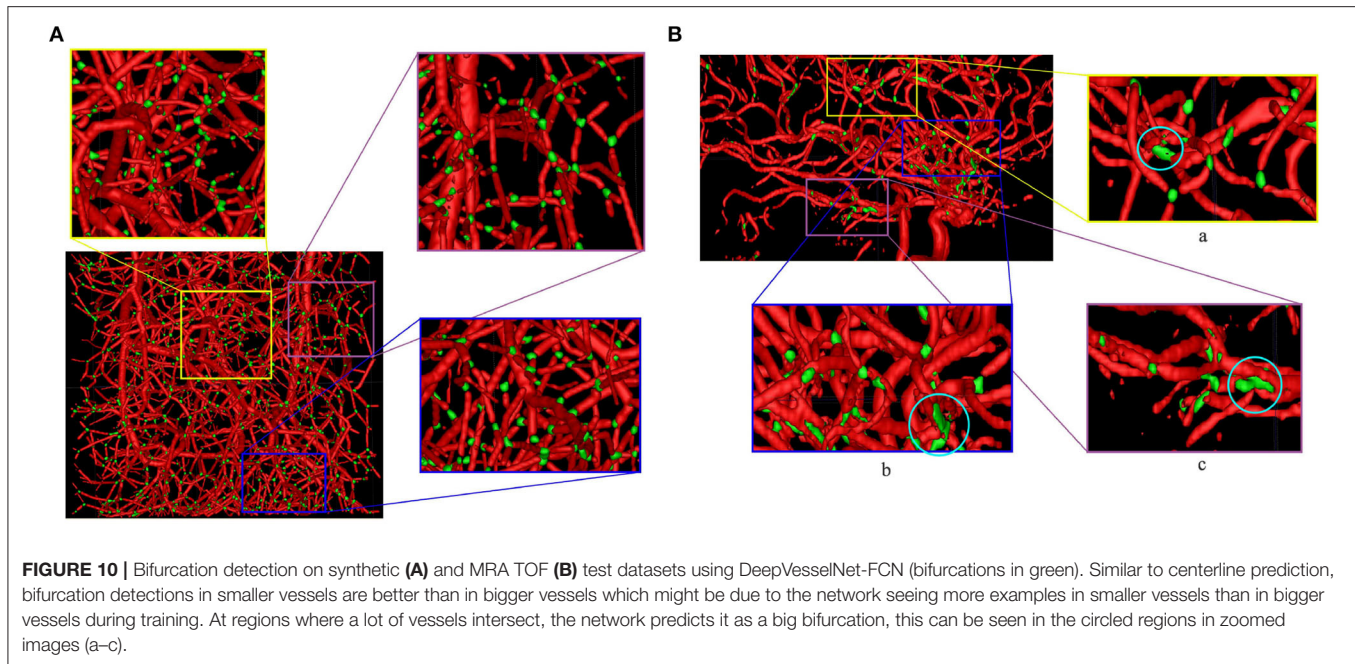 A
B
a
b
c
FIGURE 10 | Bifurcation detection on synthetic (A) and MRA TOF (B) test datasets using DeepVesselNet-FCN (bifurcations in green). Similar to centerline prediction,
bifurcation detections in smaller vessels are better than in bigger vessels which might be due to the network seeing more examples in smaller vessels than in bigger
vessels during training. At regions where a lot of vessels intersect, the network predicts it as a big bifurcation, this can be seen in the circled regions in zoomed
images (a–c).